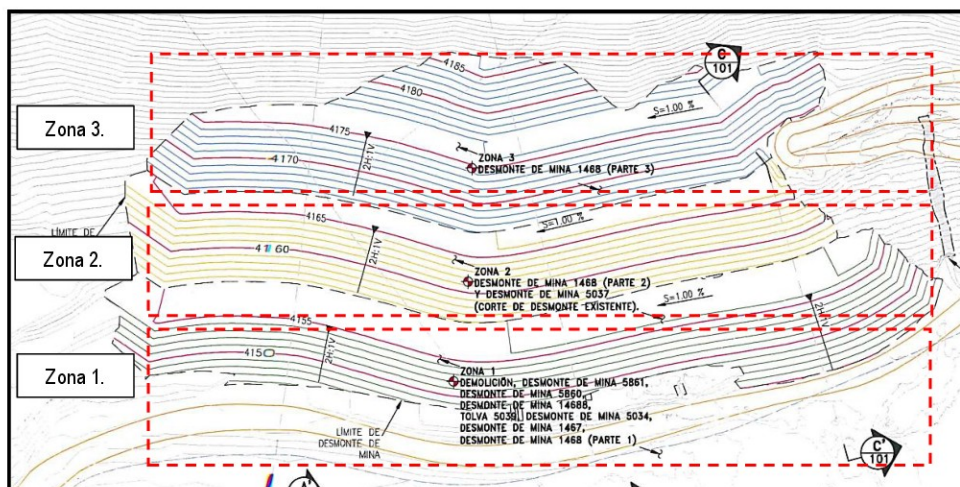 C
101
4185
4180
Zona 3.
4175
S=1.00 %
4170
2H:1V
ZONA 3
DESMONTE DE MINA 1468 (PARTE 3)
LÍMITE DE
4165
S=1.00 %
Zona 2.
4160
2H:1V
ZONA 2
DESMONTE DE MINA 1468 (PARTE 2)
Y DESMONTE DE MINA 5037
(CORTE DE DESMONTE EXISTENTE).
S=1.00 %
2H:1V
4155
4150
2H:1V
Zona 1.
ZONA 1
DEMOLICIÓN, DESMONTE DE MINA 5861,
DESMONTE DE MINA 5860,
DESMONTE DE MINA 14688,
TOLVA 5039, DESMONTE DE MINA 5034,
DESMONTE DE MINA 1467,
DESMONTE DE MINA 1468 (PARTE 1)
LÍMITE DE
DESMONTE DE
MINA
C'
101